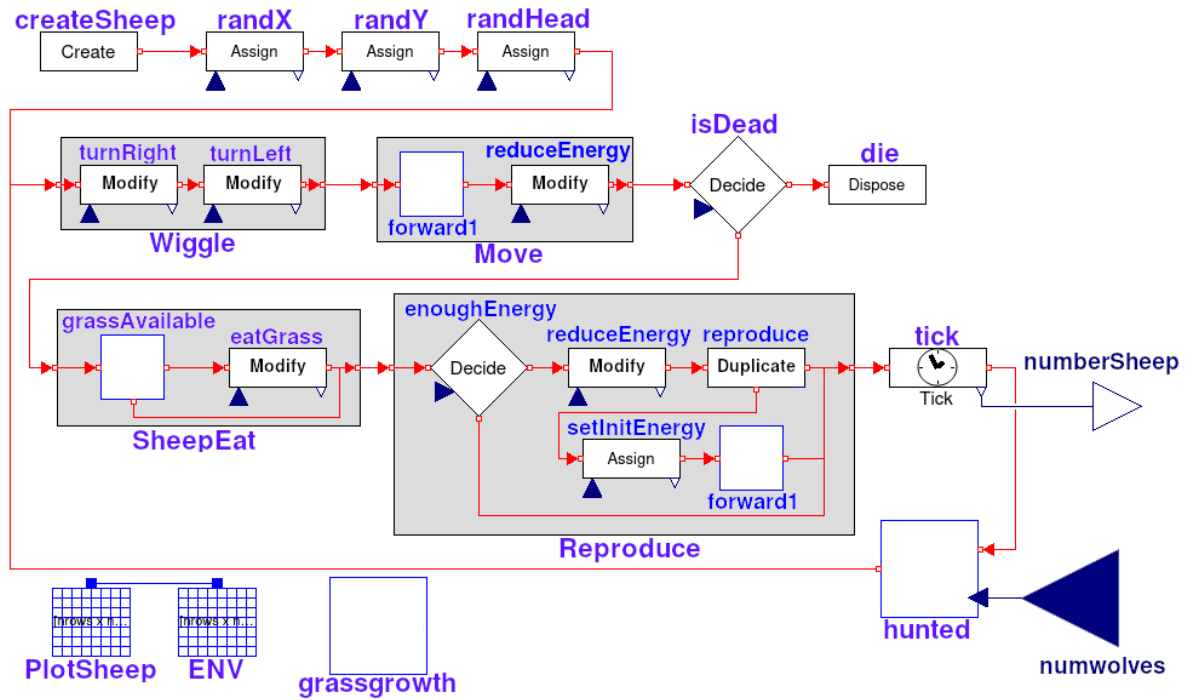 createSheep randX randY randHead
Create Assign Assign Assign
isDead
turnRight turnLeft reduceEnergy die
Modify Modify Modify Decide Dispose
forward1
Wiggle Move
enoughEnergy
grassAvailable eatGrass reduceEnergy reproduce tick
Modify Decide Modify Duplicate numberSheep
Tick
setInitEnergy
SheepEat Assign
forward1
Reproduce
[nrows x n... [nrows x n...
hunted
PlotSheep ENV grassgrowth numwolves